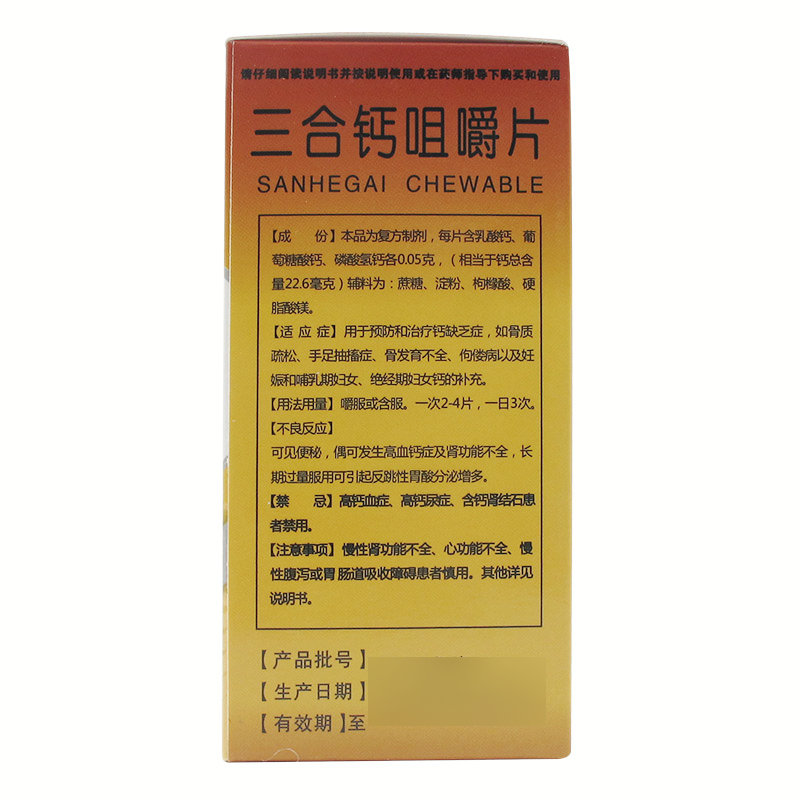 请仔细阅读说明书并按说明使用或在药师指导下购买和使用
三合钙咀嚼片
SANHEGAI CHEWABLE
【成 份】本品为复方制剂，每片含乳酸钙、葡
萄糖酸钙、磷酸氢钙各0.05克，（相当于钙总含
量22.6毫克）辅料为：蔗糖、淀粉、枸橼酸、硬
脂酸镁。
【适 应 症】用于预防和治疗钙缺乏症，如骨质
疏松、手足抽搐症、骨发育不全、佝偻病以及妊
娠和哺乳期妇女、绝经期妇女钙的补充。
【用法用量】嚼服或含服。一次2-4片，一日3次。
【不良反应】
可见便秘，偶可发生高血钙症及肾功能不全，长
期过量服用可引起反跳性胃酸分泌增多。
【禁 忌】高钙血症、高钙尿症、含钙肾结石患
者禁用。
【注意事项】慢性肾功能不全、心功能不全、慢
性腹泻或胃肠道吸收障碍患者慎用。其他详见
说明书。
【产品批号】
【生产日期】
【有效期】至